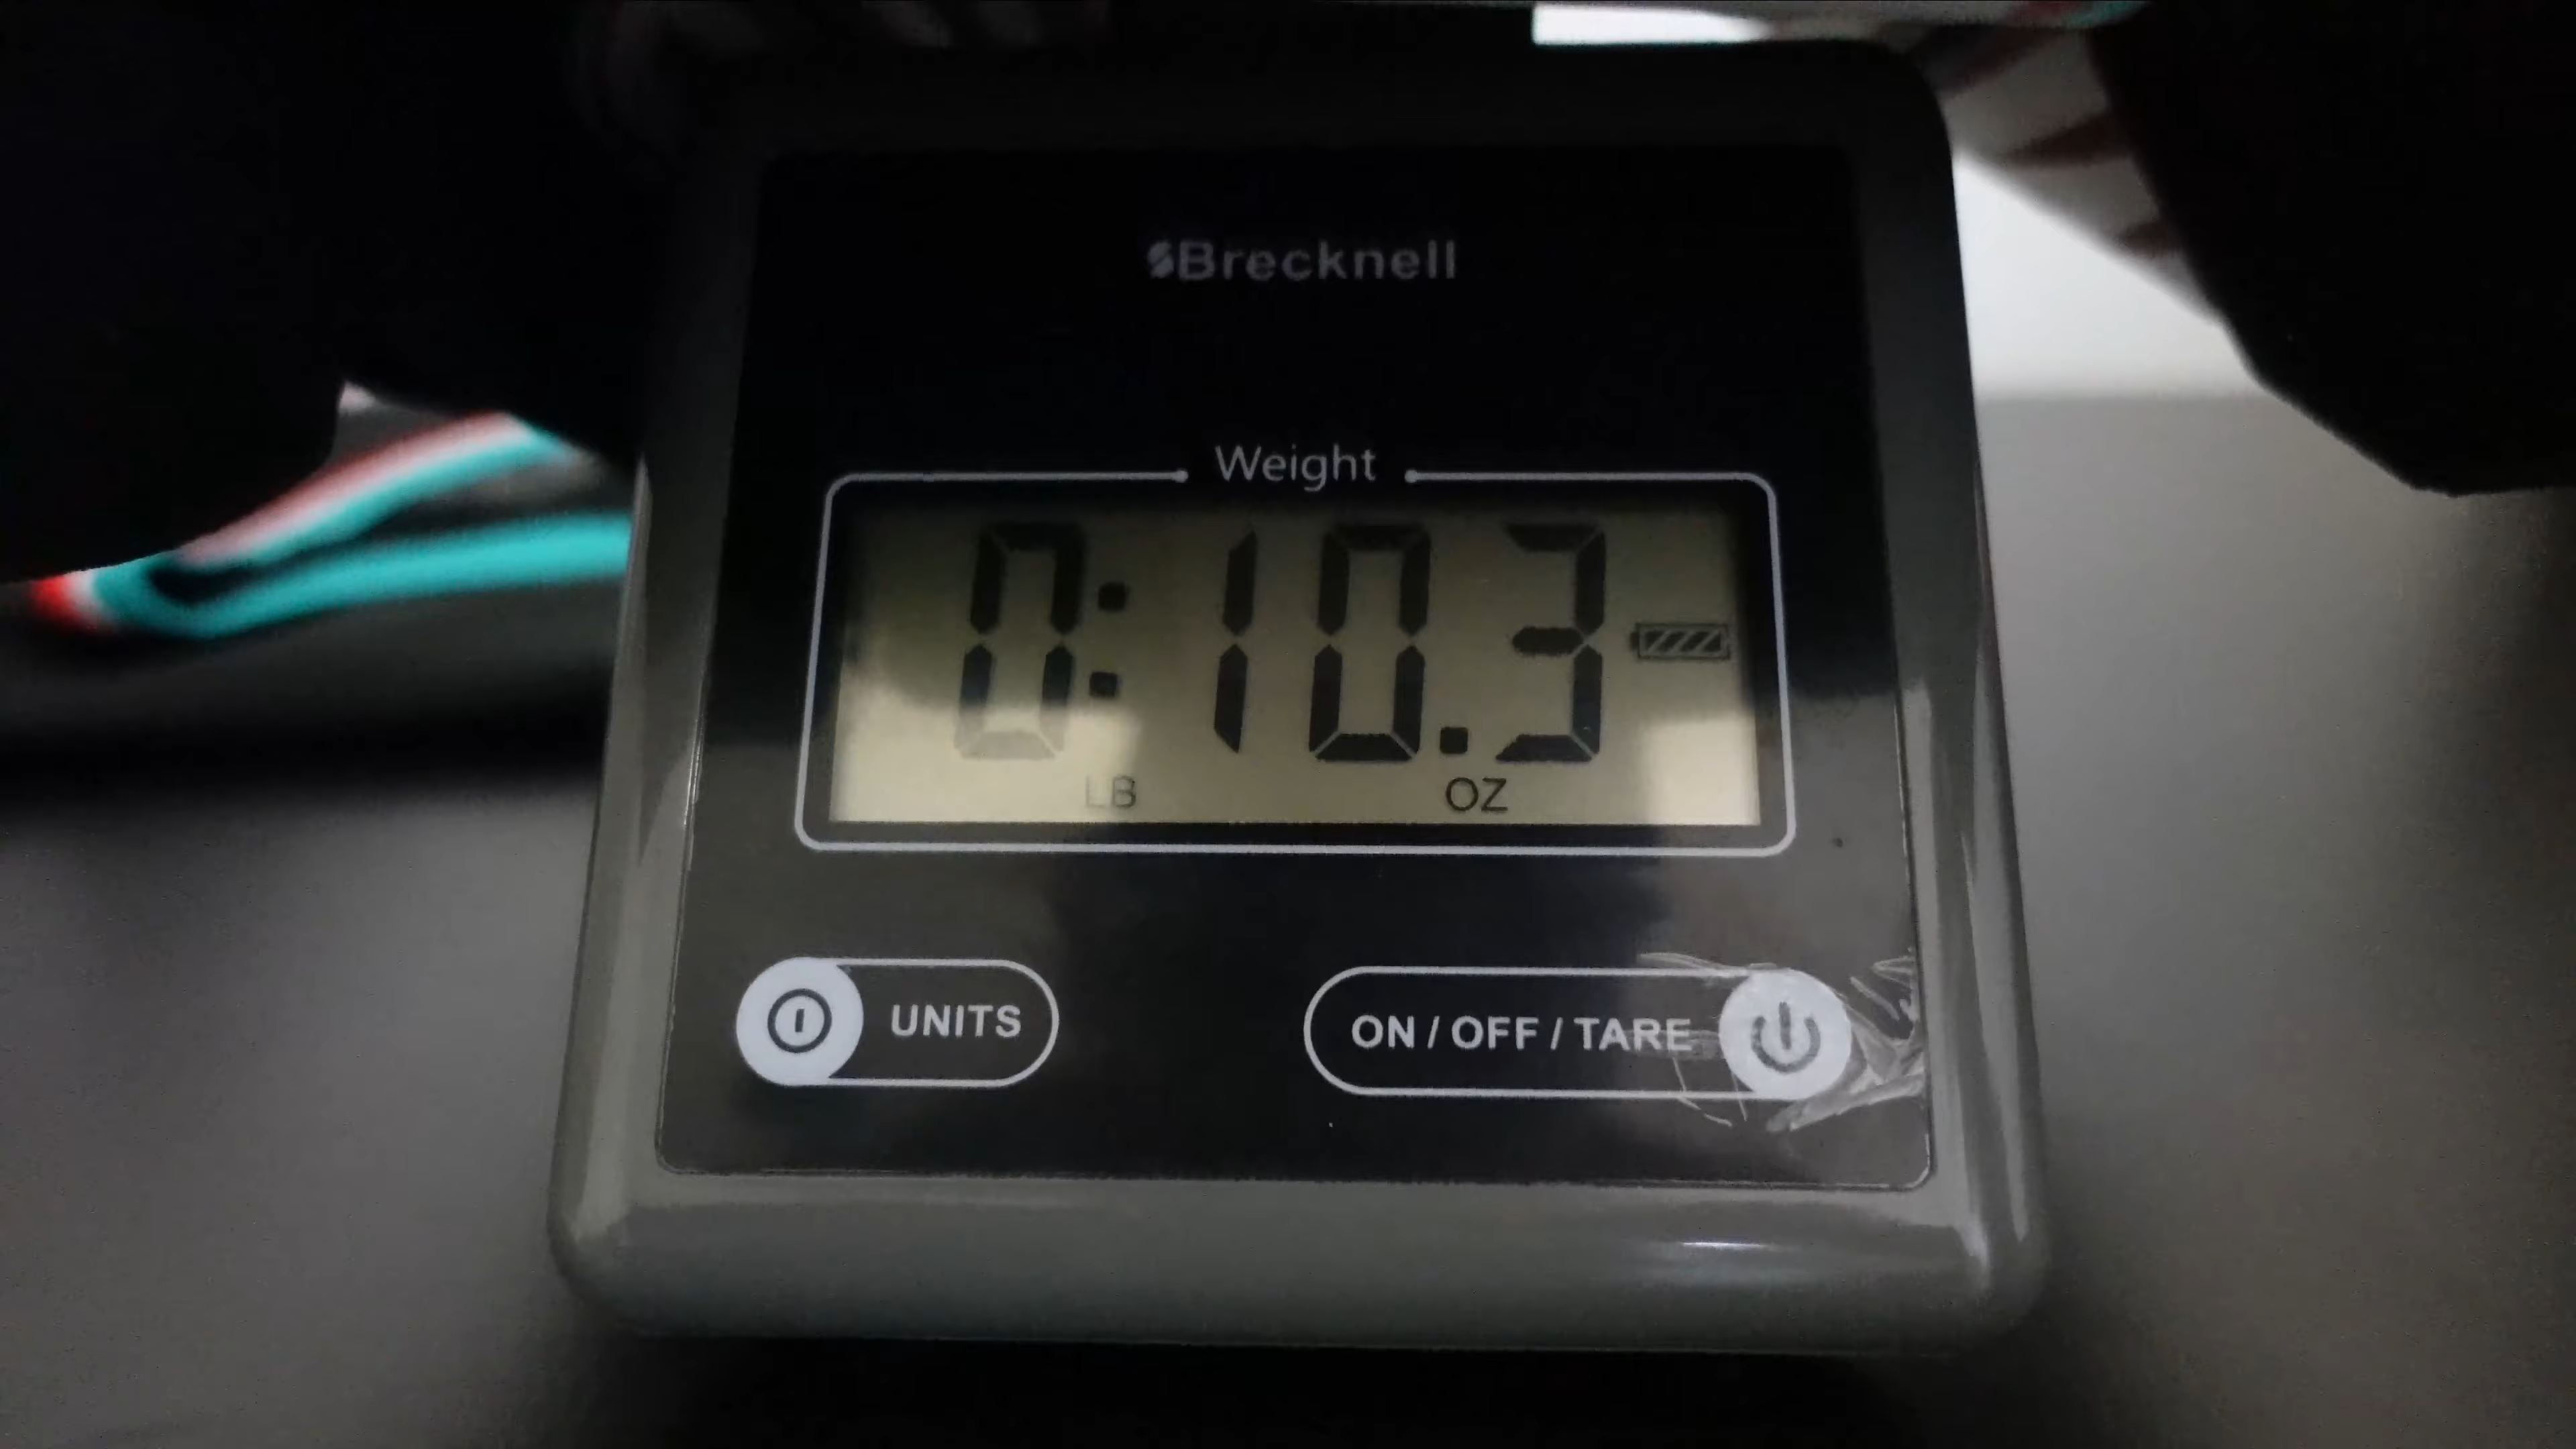 Brecknell
Weight
0:10.3
LB OZ
UNITS ON / OFF / TARE